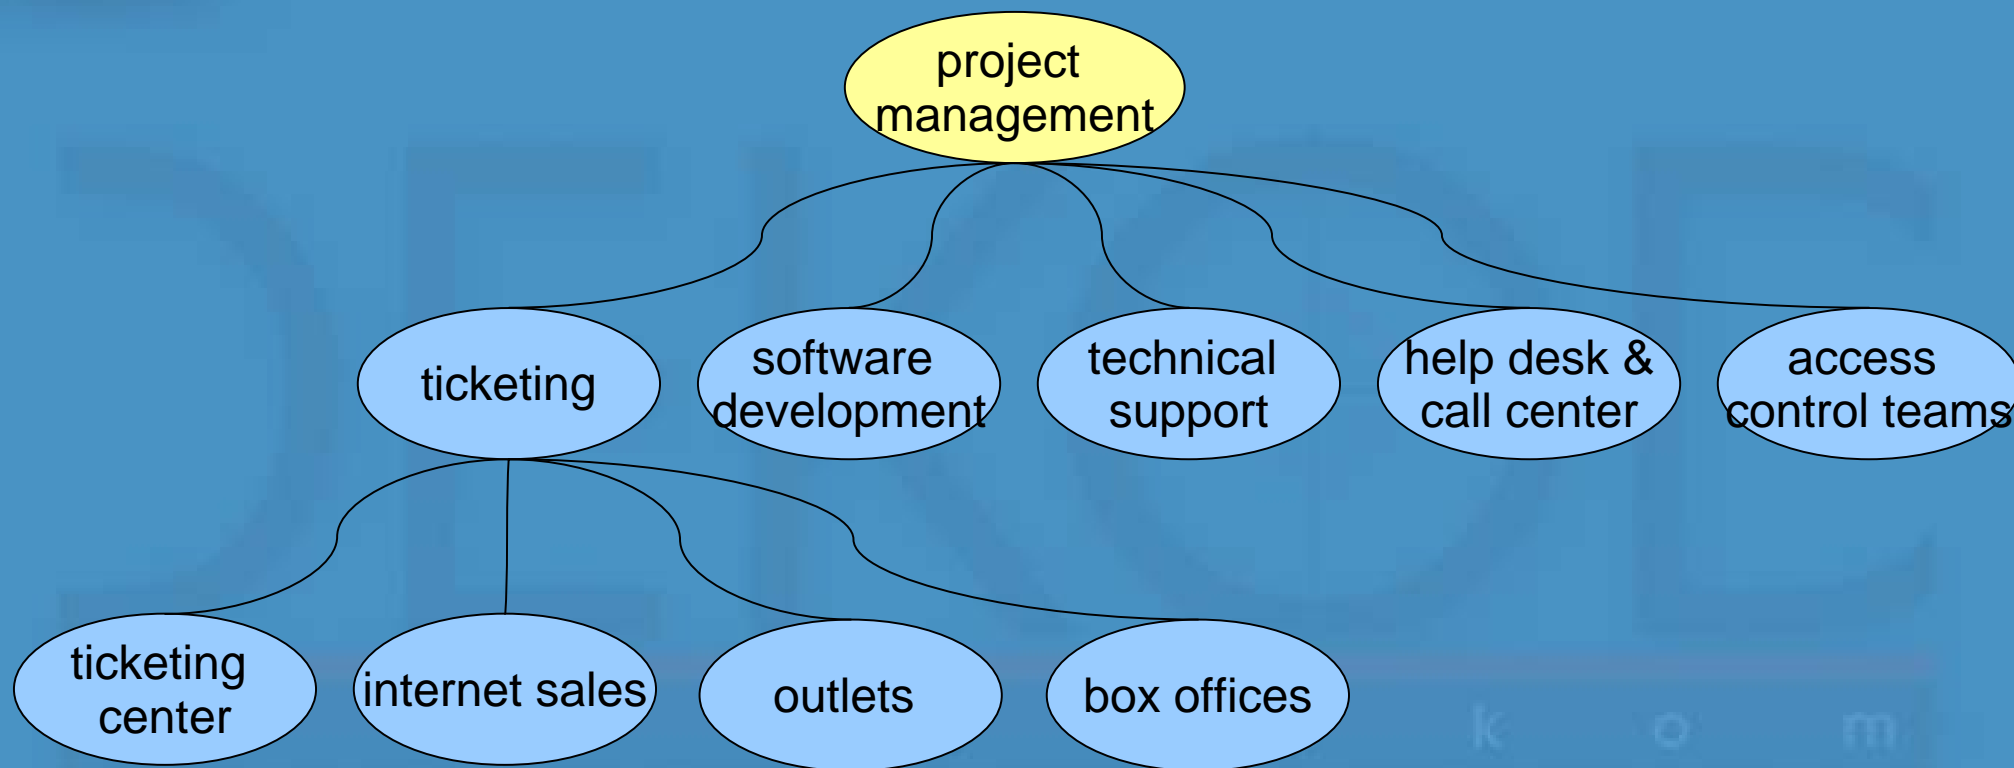 project
management
ticketing
software
development
technical
support
help desk &
call center
access
control teams
ticketing
center
internet sales
outlets
box offices
k o m